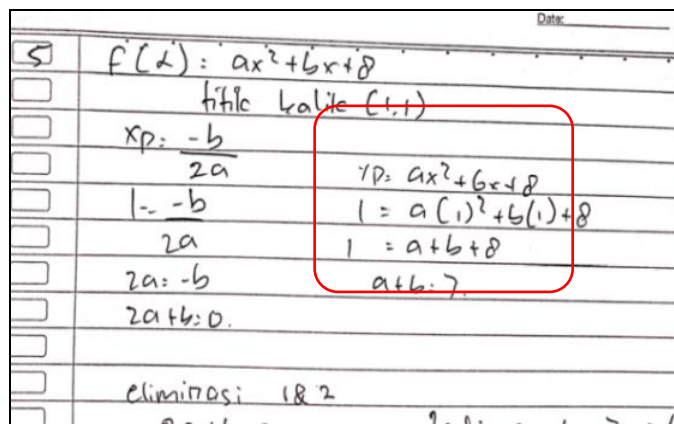 Date:
5 f(x) : ax² + bx + 8
titik balik (1,1)
xp: -b/2a
yp: ax² + bx + 8
1 = -b/2a
1 = a(1)² + b(1) + 8
1 = a + b + 8
2a = -b
a + b = 7.
2a + b = 0.
eliminasi 1 & 2